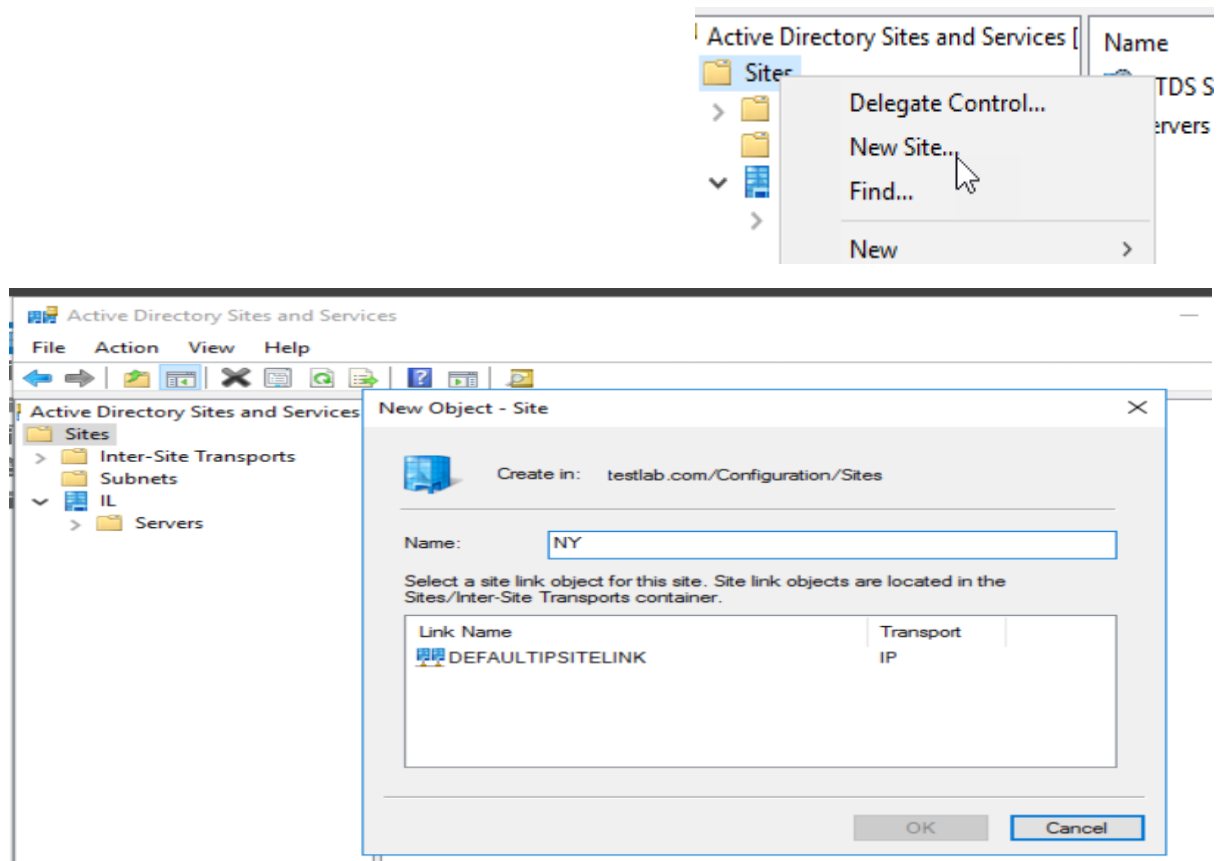 Active Directory Sites and Services [
Name
Sites
TDS S
Delegate Control...
ervers
New Site...
Find...
New
Active Directory Sites and Services
File Action View Help
Active Directory Sites and Services
New Object - Site
Sites
Inter-Site Transports
Create in: testlab.com/Configuration/Sites
Subnets
IL
Servers
Name: NY
Select a site link object for this site. Site link objects are located in the
Sites/Inter-Site Transports container.
Link Name Transport
DEFAULTIPSITELINK IP
OK Cancel